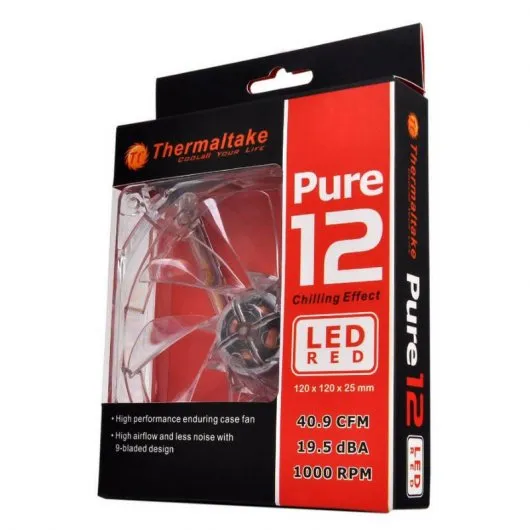 Thermaltake
COOLall YOUR LIFE
Pure
12
Chilling Effect
LED
RED
120 x 120 x 25 mm
40.9 CFM
19.5 dBA
1000 RPM
• High performance enduring case fan
• High airflow and less noise with
9-bladed design
Thermaltake
Pure 12
LED
RED